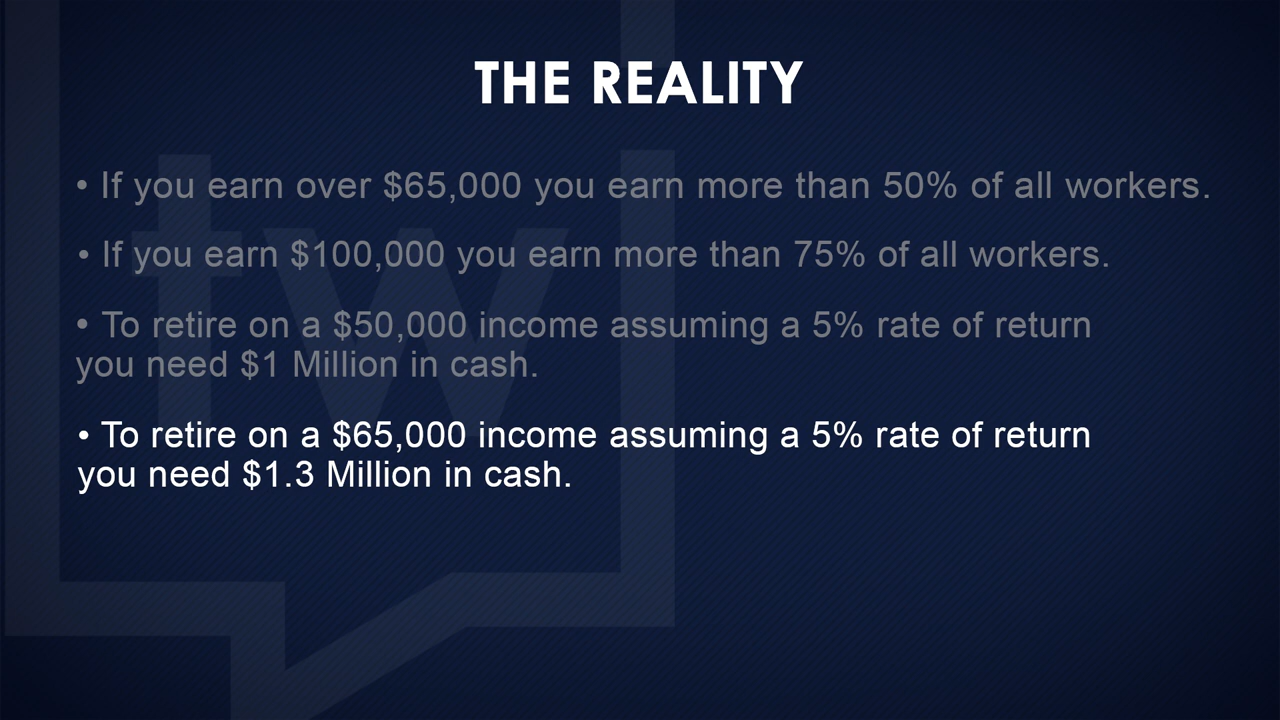 THE REALITY
• If you earn over $65,000 you earn more than 50% of all workers.
• If you earn $100,000 you earn more than 75% of all workers.
• To retire on a $50,000 income assuming a 5% rate of return
you need $1 Million in cash.
• To retire on a $65,000 income assuming a 5% rate of return
you need $1.3 Million in cash.
tw